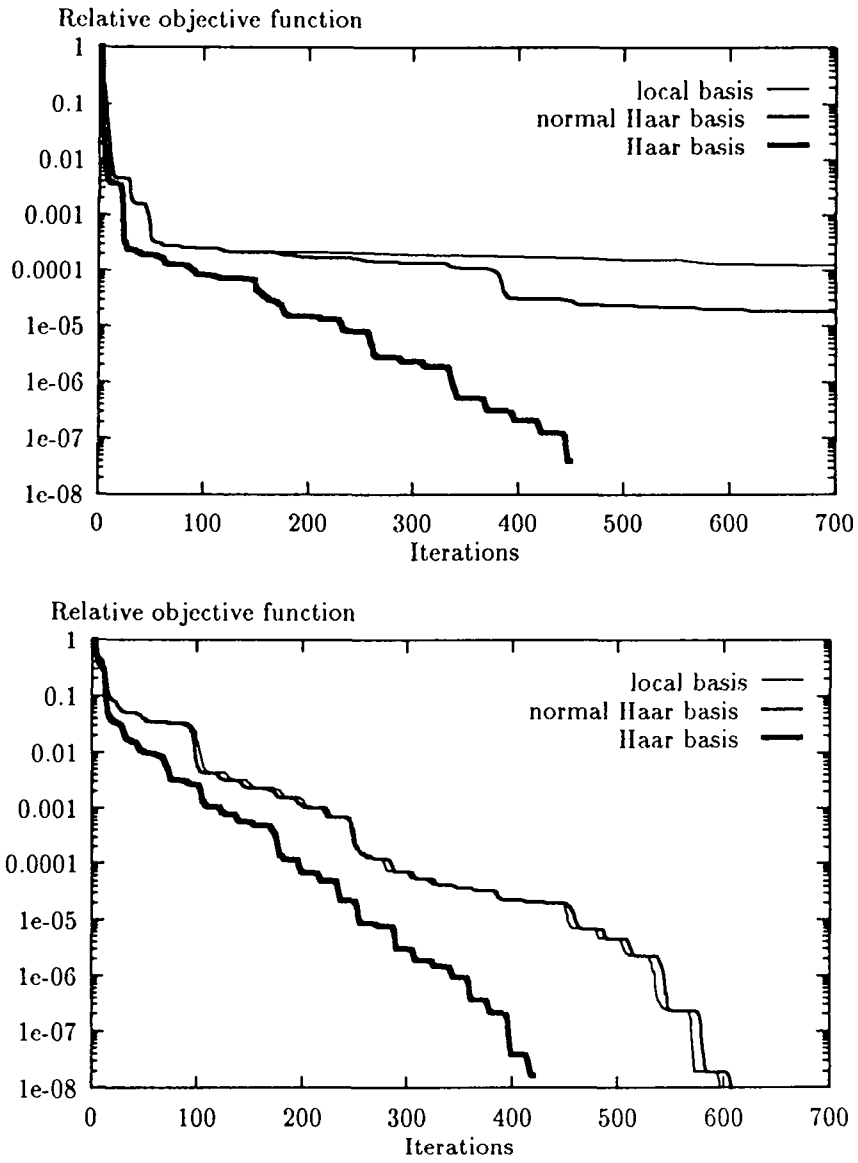 Relative objective function
1
0.1
0.01
0.001
0.0001
1e-05
1e-06
1e-07
1e-08
local basis
normal Haar basis
Haar basis
0 100 200 300 400 500 600 700
Iterations
Relative objective function
1
0.1
0.01
0.001
0.0001
1e-05
1e-06
1e-07
1e-08
local basis
normal Haar basis
Haar basis
0 100 200 300 400 500 600 700
Iterations